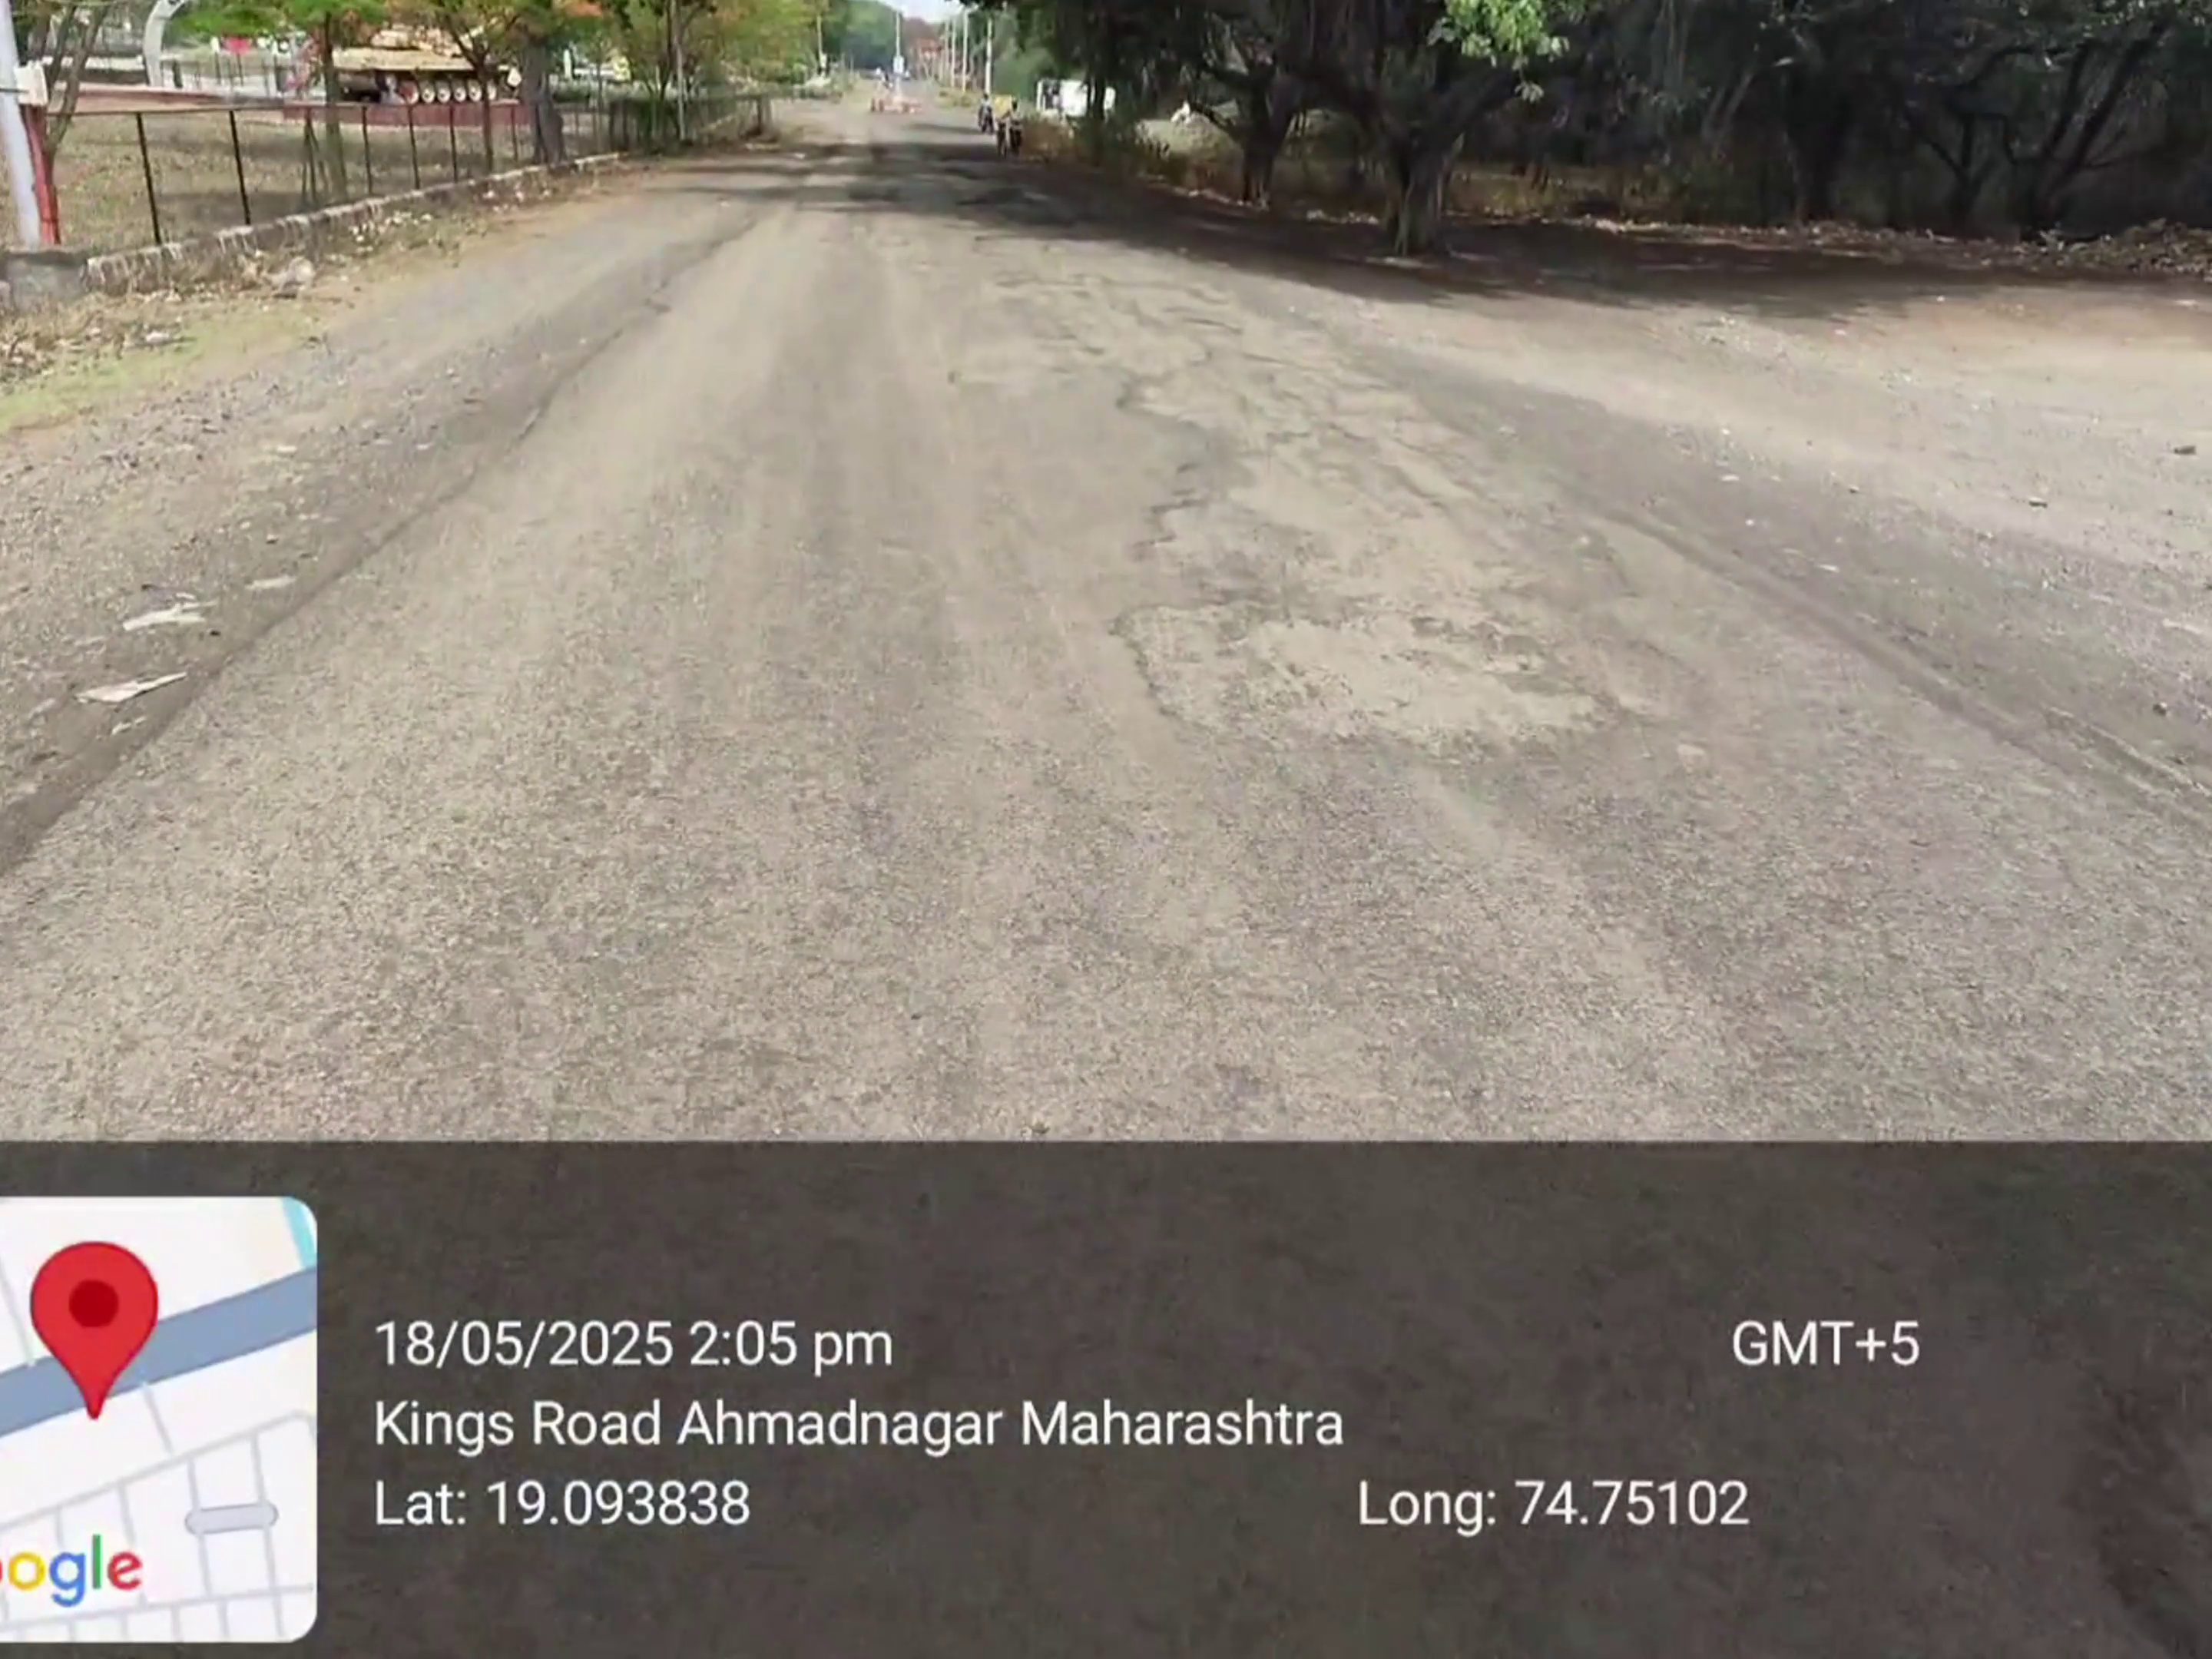 18/05/2025 2:05 pm GMT+5
Kings Road Ahmadnagar Maharashtra
Lat: 19.093838 Long: 74.75102
ogle